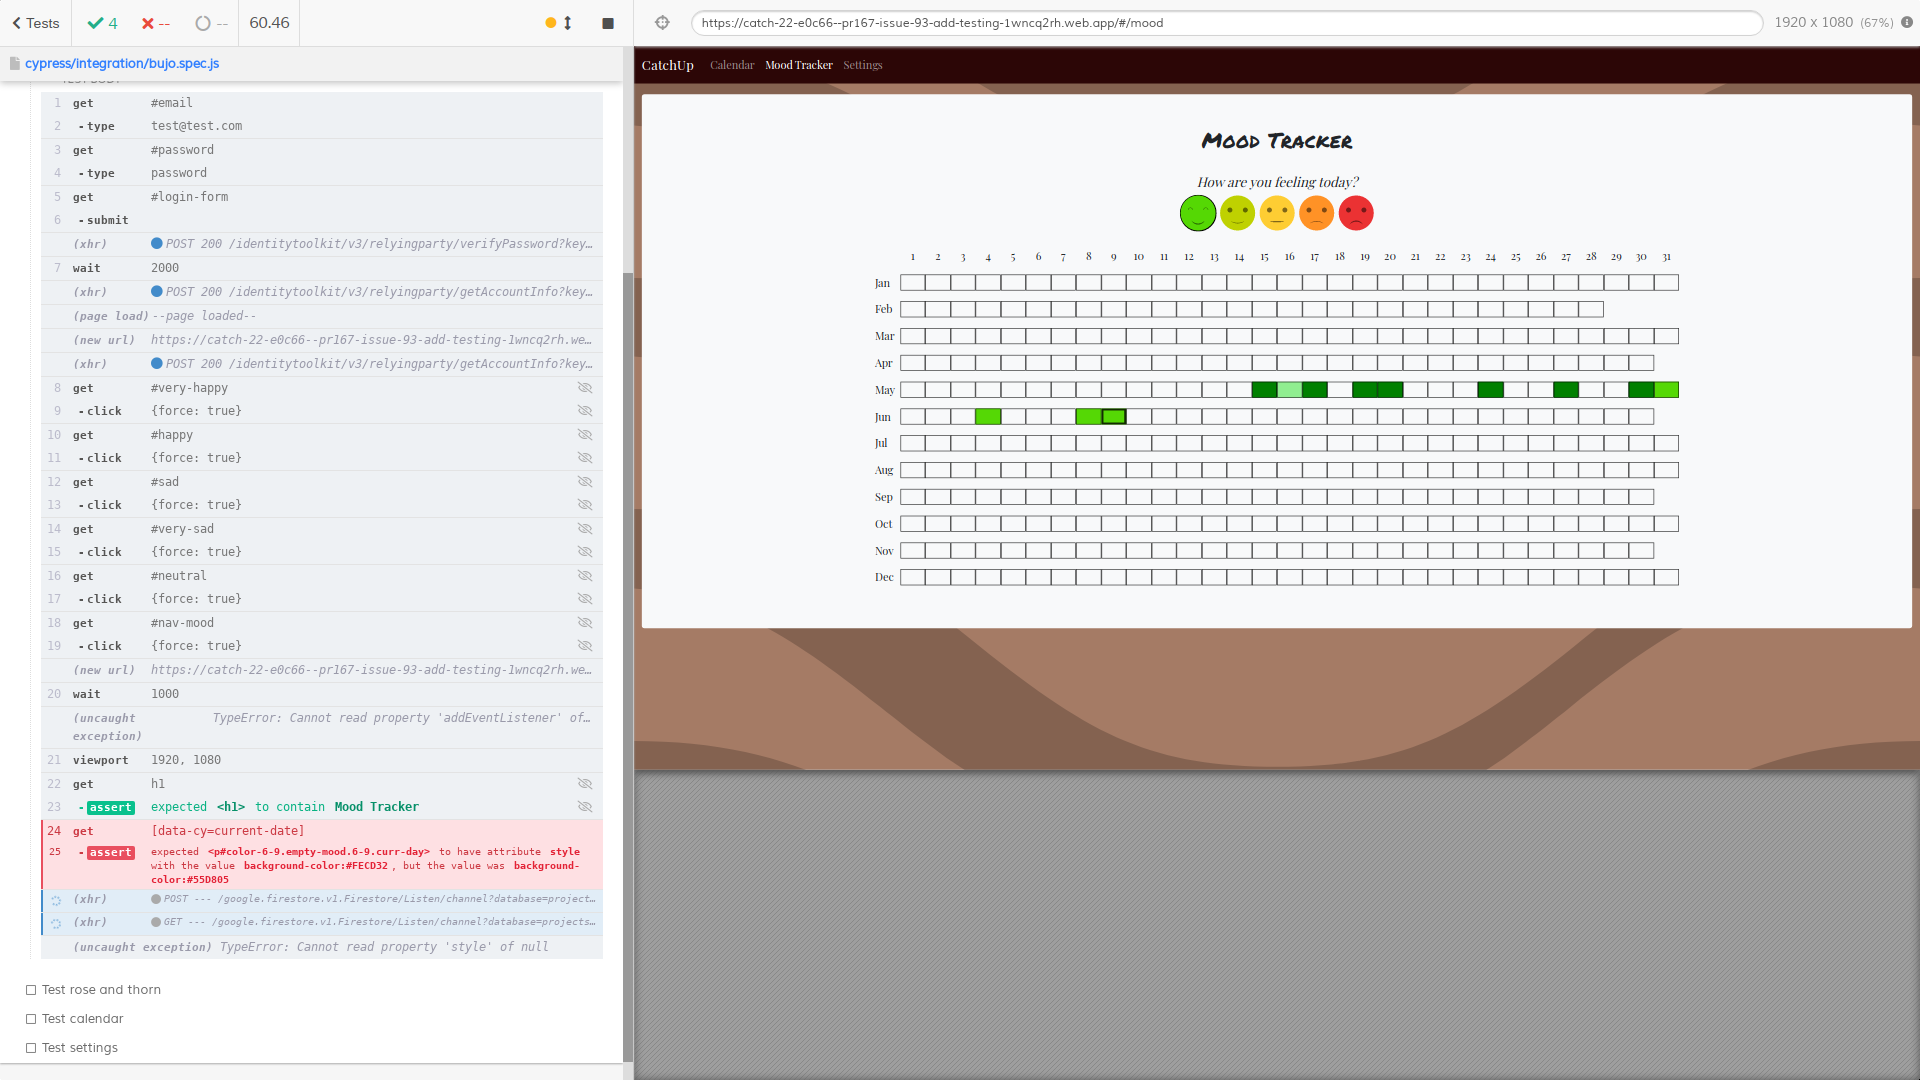 Tests 4 -- -- 60.46
cypress/integration/bujo.spec.js
1 get #email
2 -type test@test.com
3 get #password
4 -type password
5 get #login-form
6 -submit
(xhr) POST 200 /identitytoolkit/v3/relyingparty/verifyPassword?key…
7 wait 2000
(xhr) POST 200 /identitytoolkit/v3/relyingparty/getAccountInfo?key…
(page load) --page loaded--
(new url) https://catch-22-e0c66--pr167-issue-93-add-testing-1wncq2rh.we…
(xhr) POST 200 /identitytoolkit/v3/relyingparty/getAccountInfo?key…
8 get #very-happy
9 -click {force: true}
10 get #happy
11 -click {force: true}
12 get #sad
13 -click {force: true}
14 get #very-sad
15 -click {force: true}
16 get #neutral
17 -click {force: true}
18 get #nav-mood
19 -click {force: true}
(new url) https://catch-22-e0c66--pr167-issue-93-add-testing-1wncq2rh.we…
20 wait 1000
(uncaught exception) TypeError: Cannot read property 'addEventListener' of…
21 viewport 1920, 1080
22 get h1
23 -assert expected <h1> to contain Mood Tracker
24 get [data-cy=current-date]
25 -assert expected <p#color-6-9.empty-mood.6-9.curr-day> to have attribute style
with the value background-color:#FECD32, but the value was background-
color:#55D805
(xhr) POST --- /google.firestore.v1.Firestore/Listen/channel?database=project…
(xhr) GET --- /google.firestore.v1.Firestore/Listen/channel?database=projects…
(uncaught exception) TypeError: Cannot read property 'style' of null
Test rose and thorn
Test calendar
Test settings
https://catch-22-e0c66--pr167-issue-93-add-testing-1wncq2rh.web.app/#/mood 1920 x 1080 (67%)
CatchUp Calendar Mood Tracker Settings
Mood Tracker
How are you feeling today?
1 2 3 4 5 6 7 8 9 10 11 12 13 14 15 16 17 18 19 20 21 22 23 24 25 26 27 28 29 30 31
Jan
Feb
Mar
Apr
May
Jun
Jul
Aug
Sep
Oct
Nov
Dec